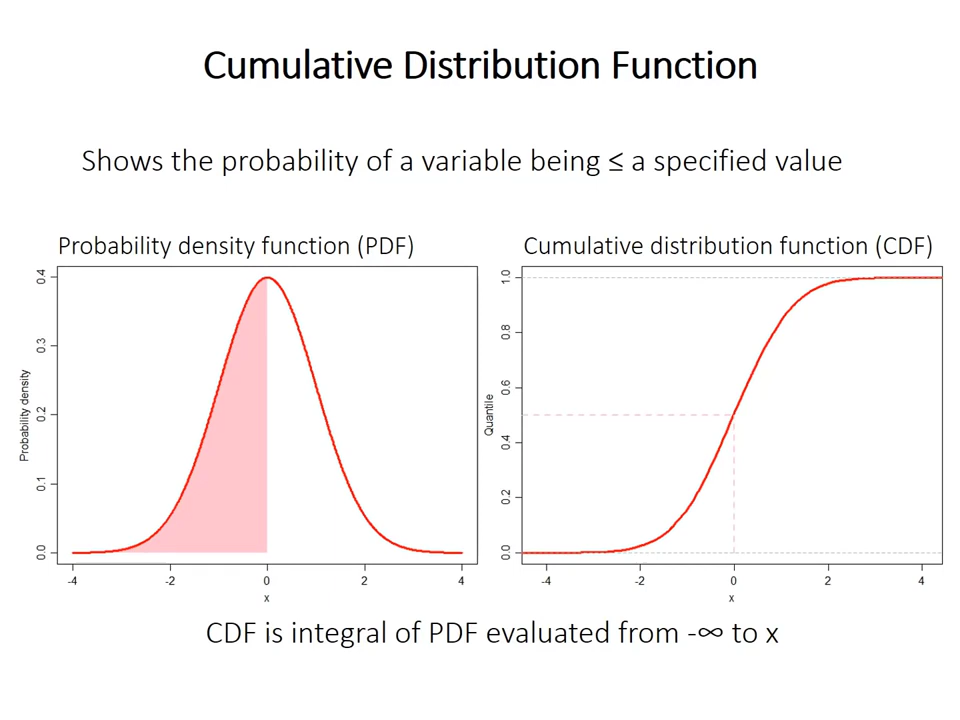 Cumulative Distribution Function
Shows the probability of a variable being ≤ a specified value
Probability density function (PDF)
0.4
0.3
0.2
0.1
0.0
Probability density
-4 -2 0 2 4
x
Cumulative distribution function (CDF)
1.0
0.8
0.6
0.4
0.2
0.0
Quantile
-4 -2 0 2 4
x
CDF is integral of PDF evaluated from -∞ to x